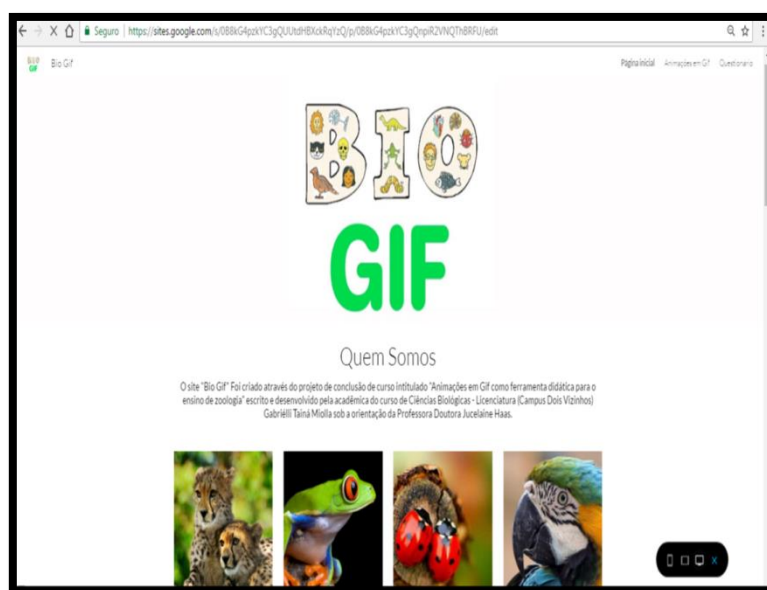 Seguro | https://sites.google.com/s/0B8kG4pzkYC3gQUUtdHBXckRqYzQ/p/0B8kG4pzkYC3gQnpiR2VNQThBRFU/edit
BIO
GIF
Bio Gif
Página inicial Animações em Gif Questionario
BIO
GIF
Quem Somos
O site "Bio Gif" Foi criado através do projeto de conclusão de curso intitulado "Animações em Gif como ferramenta didática para o
ensino de zoologia" escrito e desenvolvido pela acadêmica do curso de Ciências Biológicas - Licenciatura (Campus Dois Vizinhos)
Gabriélli Tainá Miolla sob a orientação da Professora Doutora Jucelaine Haas.